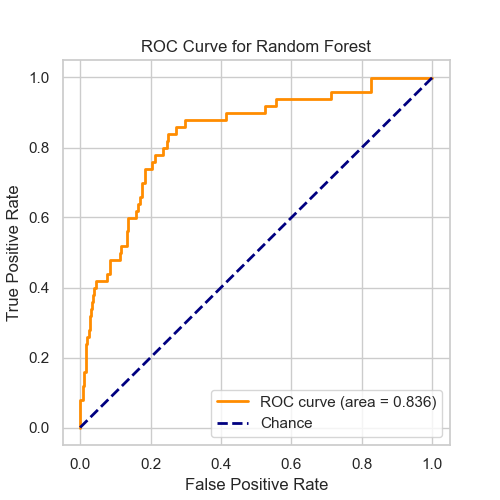 ROC Curve for Random Forest
True Positive Rate
1.0
0.8
0.6
0.4
0.2
0.0
ROC curve (area = 0.836)
Chance
0.0 0.2 0.4 0.6 0.8 1.0
False Positive Rate